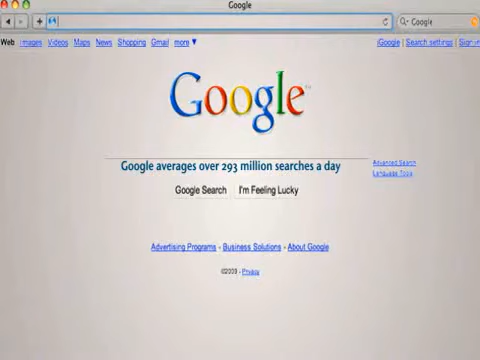 Google
Google
Web Images Videos Maps News Shopping Gmail more ▼
iGoogle | Search settings | Sign in
Google™
Google averages over 293 million searches a day
Advanced Search
Language Tools
Google Search
I'm Feeling Lucky
Advertising Programs - Business Solutions - About Google
©2009 - Privacy